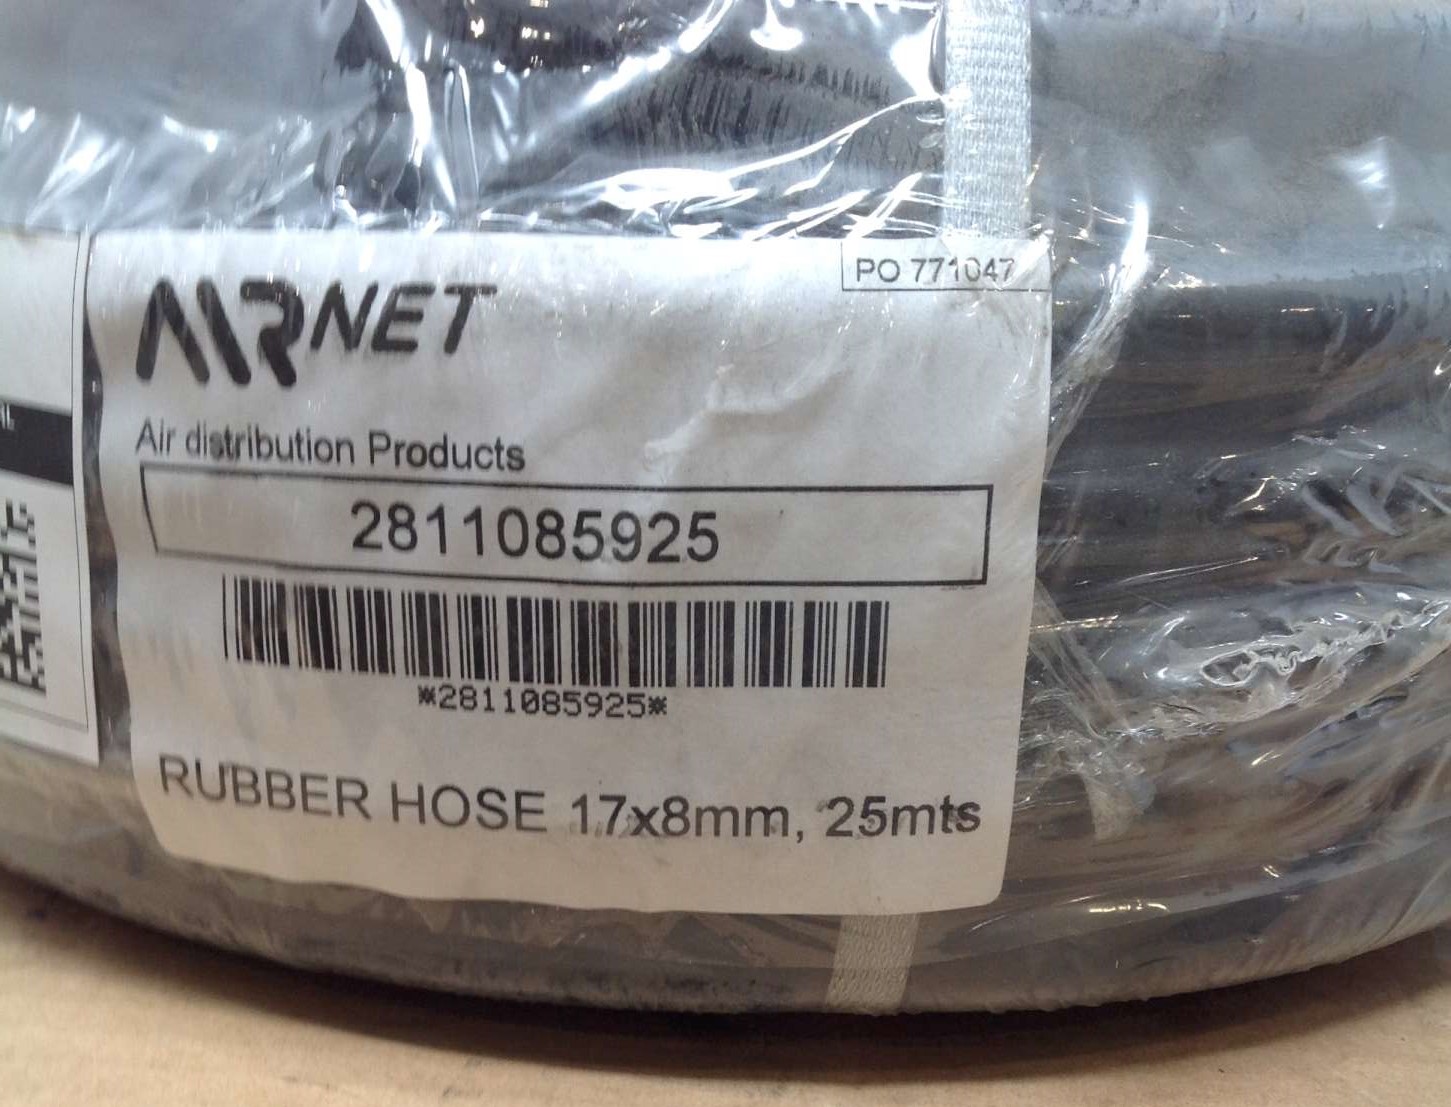 PO 771047
AIRNET
Air distribution Products
2811085925
*2811085925*
RUBBER HOSE 17x8mm, 25mts